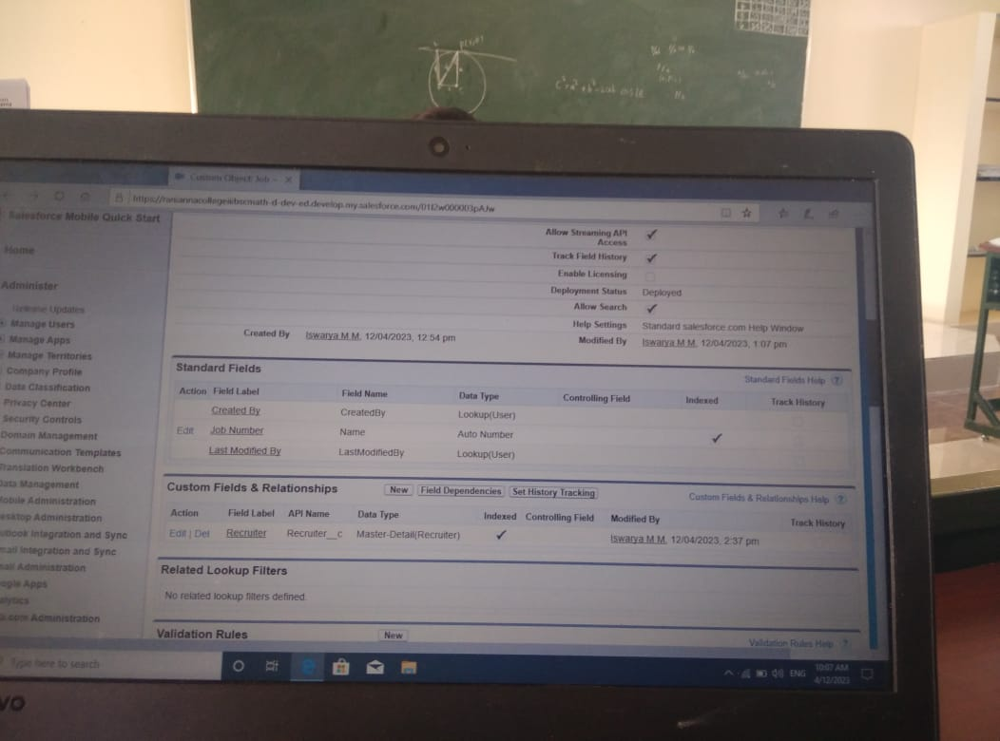 P(x,y)
Custom Object: Job -
https://ranjannacollegeiiibscmath-d-dev-ed.develop.my.salesforce.com/01I2w000003pAJw
Salesforce Mobile Quick Start
Home
Administer
Release Updates
Manage Users
Manage Apps
Manage Territories
Company Profile
Data Classification
Privacy Center
Security Controls
Domain Management
Communication Templates
Translation Workbench
Data Management
Mobile Administration
Desktop Administration
Outlook Integration and Sync
Email Integration and Sync
Email Administration
Google Apps
Analytics
.com Administration
Allow Streaming API
Access ✓
Track Field History ✓
Enable Licensing
Deployment Status Deployed
Allow Search ✓
Help Settings Standard salesforce.com Help Window
Created By Iswarya M M, 12/04/2023, 12:54 pm
Modified By Iswarya M M, 12/04/2023, 1:07 pm
Standard Fields
Standard Fields Help ?
Action Field Label Field Name Data Type Controlling Field Indexed Track History
Created By CreatedBy Lookup(User)
Edit Job Number Name Auto Number ✓
Last Modified By LastModifiedBy Lookup(User)
Custom Fields & Relationships New Field Dependencies Set History Tracking
Custom Fields & Relationships Help ?
Action Field Label API Name Data Type Indexed Controlling Field Modified By Track History
Edit | Del Recruiter Recruiter__c Master-Detail(Recruiter) ✓ Iswarya M M, 12/04/2023, 2:37 pm
Related Lookup Filters
No related lookup filters defined.
Validation Rules New
Validation Rules Help ?
Type here to search
ENG
10:07 AM
4/12/2023
VO